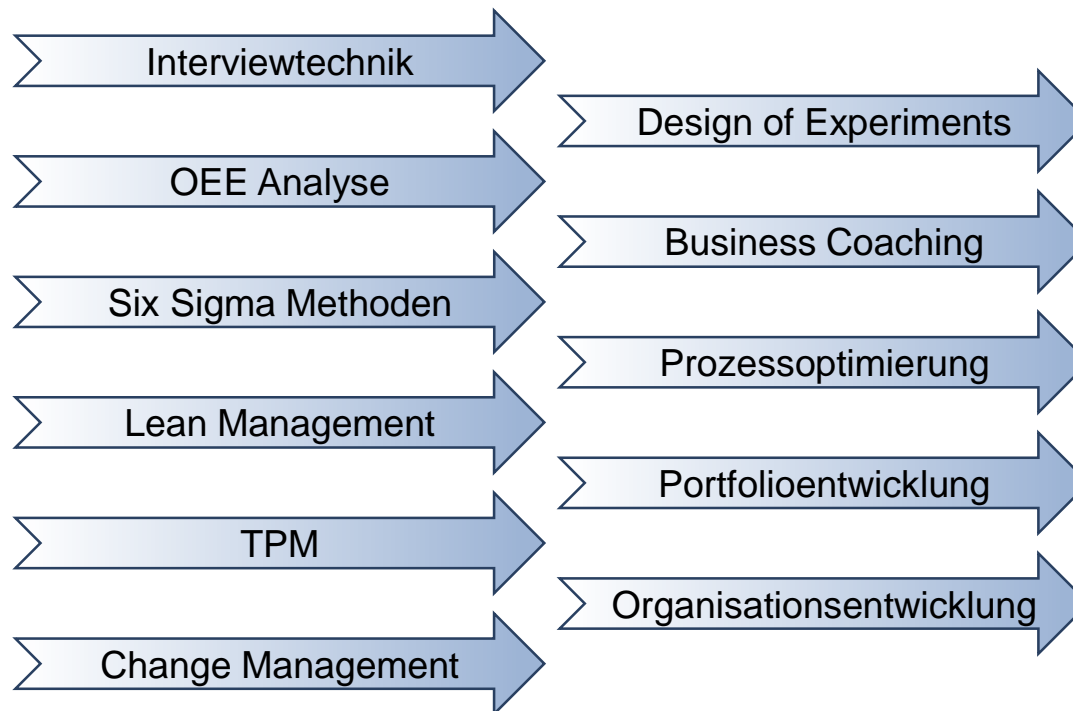 Interviewtechnik
OEE Analyse
Six Sigma Methoden
Lean Management
TPM
Change Management
Design of Experiments
Business Coaching
Prozessoptimierung
Portfolioentwicklung
Organisationsentwicklung